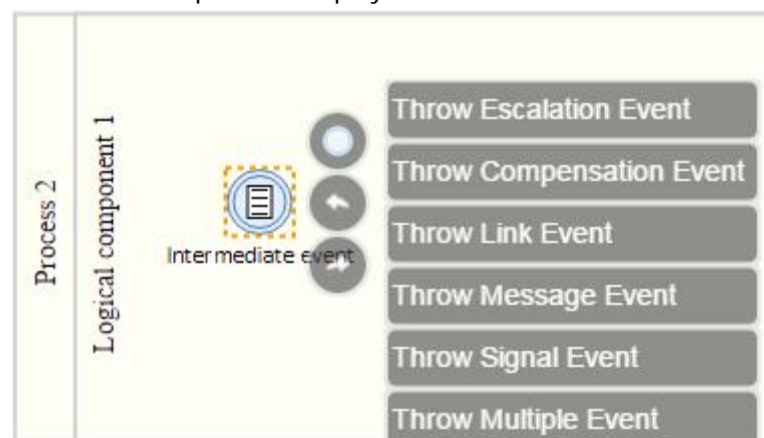 Process 2
Logical component 1
Intermediate event
Throw Escalation Event
Throw Compensation Event
Throw Link Event
Throw Message Event
Throw Signal Event
Throw Multiple Event